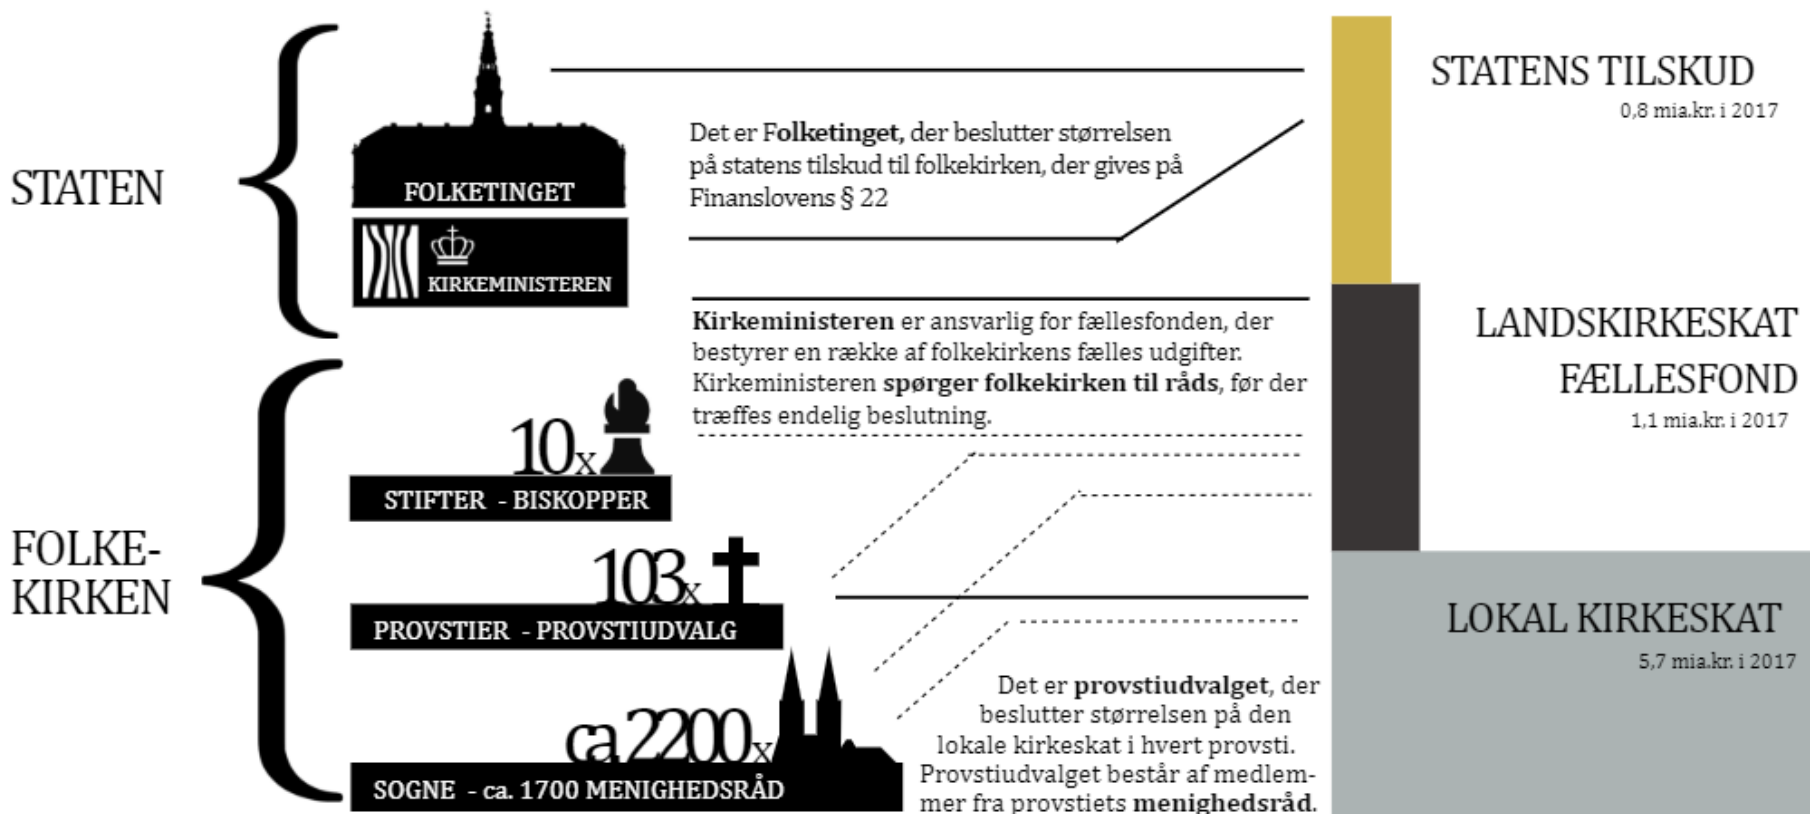 STATEN
FOLKETINGET
KIRKEMINISTEREN
Det er Folketinget, der beslutter størrelsen
på statens tilskud til folkekirken, der gives på
Finanslovens § 22
STATENS TILSKUD
0,8 mia.kr. i 2017
Kirkeministeren er ansvarlig for fællesfonden, der
bestyrer en række af folkekirkens fælles udgifter.
Kirkeministeren spørger folkekirken til råds, før der
træffes endelig beslutning.
LANDSKIRKESKAT
FÆLLESFOND
1,1 mia.kr. i 2017
FOLKE-
KIRKEN
10x
STIFTER - BISKOPPER
103x
PROVSTIER - PROVSTIUDVALG
ca 2200x
SOGNE - ca. 1700 MENIGHEDSRÅD
Det er provstiudvalget, der
beslutter størrelsen på den
lokale kirkeskat i hvert provsti.
Provstiudvalget består af medlem-
mer fra provstiets menighedsråd.
LOKAL KIRKESKAT
5,7 mia.kr. i 2017